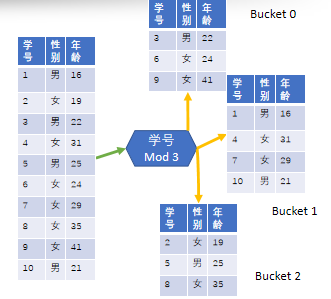 学号 性别 年龄
1 男 16
2 女 19
3 男 22
4 女 31
5 男 25
6 女 24
7 女 29
8 女 35
9 女 41
10 男 21
学号
Mod 3
学号 性别 年龄
3 男 22
6 女 24
9 女 41
Bucket 0
学号 性别 年龄
1 男 16
4 女 31
7 女 29
10 男 21
Bucket 1
学号 性别 年龄
2 女 19
5 男 25
8 女 35
Bucket 2